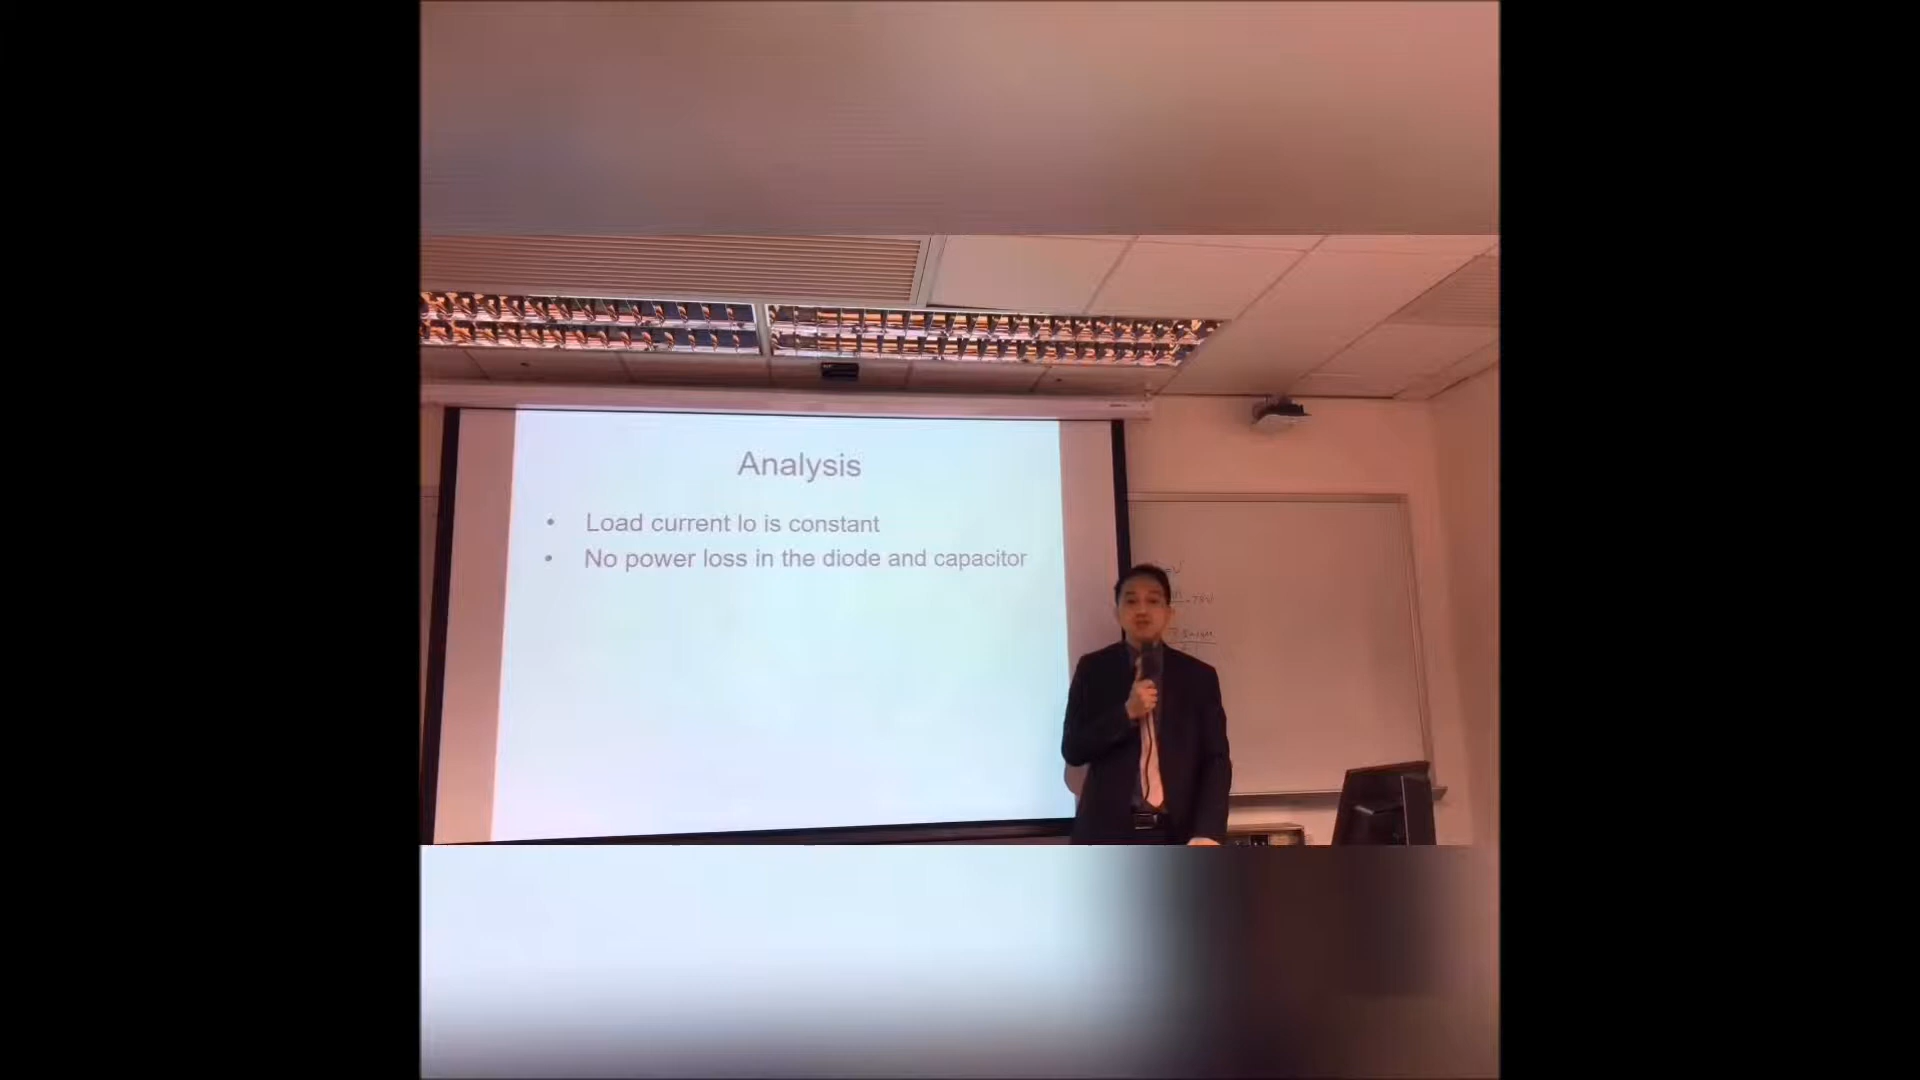 Analysis
• Load current Io is constant
• No power loss in the diode and capacitor